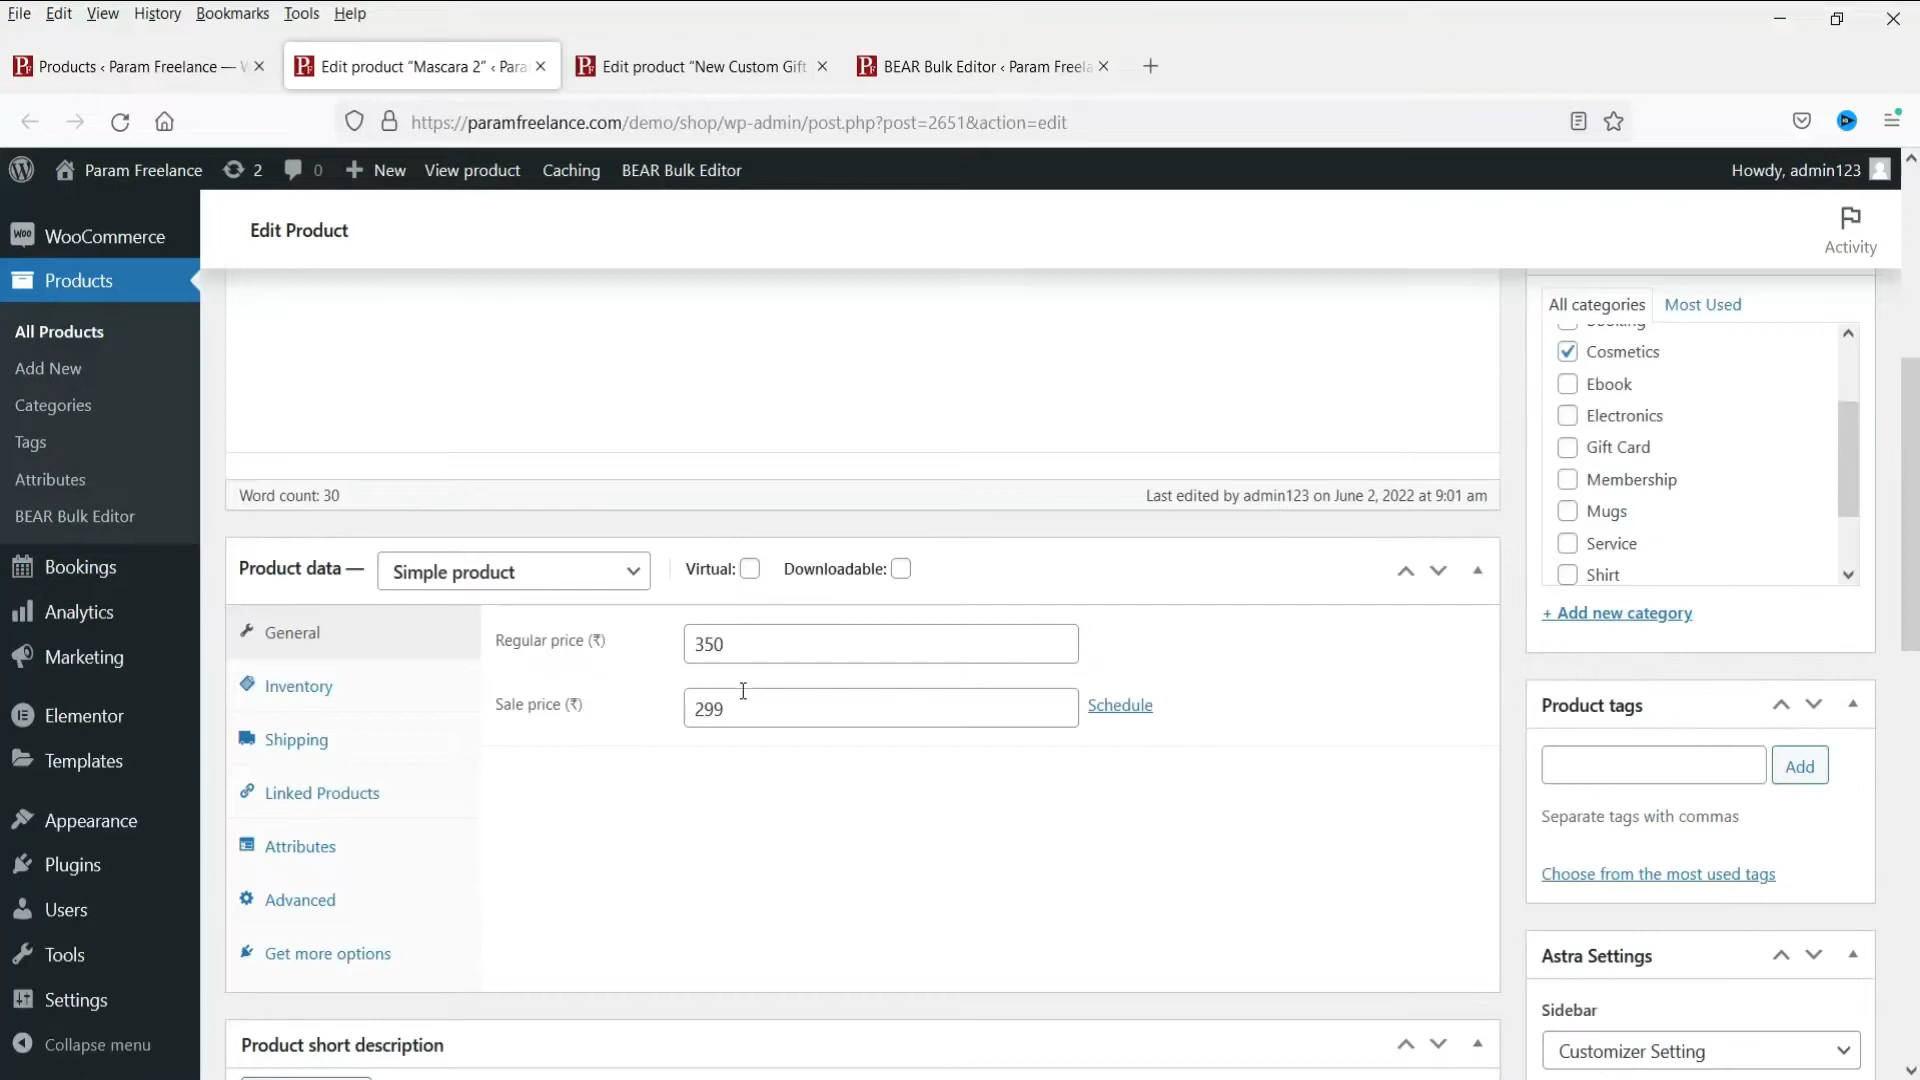 File Edit View History Bookmarks Tools Help
Products ‹ Param Freelance — W
Edit product “Mascara 2” ‹ Para
Edit product “New Custom Gift
BEAR Bulk Editor ‹ Param Freela
https://paramfreelance.com/demo/shop/wp-admin/post.php?post=2651&action=edit
Param Freelance 2 0 New View product Caching BEAR Bulk Editor
Howdy, admin123
WooCommerce
Products
All Products
Add New
Categories
Tags
Attributes
BEAR Bulk Editor
Bookings
Analytics
Marketing
Elementor
Templates
Appearance
Plugins
Users
Tools
Settings
Collapse menu
Edit Product
Activity
Word count: 30
Last edited by admin123 on June 2, 2022 at 9:01 am
Product data — Simple product Virtual: Downloadable:
General
Inventory
Shipping
Linked Products
Attributes
Advanced
Get more options
Regular price (₹) 350
Sale price (₹) 299 Schedule
Product short description
All categories Most Used
Booking
Cosmetics
Ebook
Electronics
Gift Card
Membership
Mugs
Service
Shirt
+ Add new category
Product tags
Add
Separate tags with commas
Choose from the most used tags
Astra Settings
Sidebar
Customizer Setting